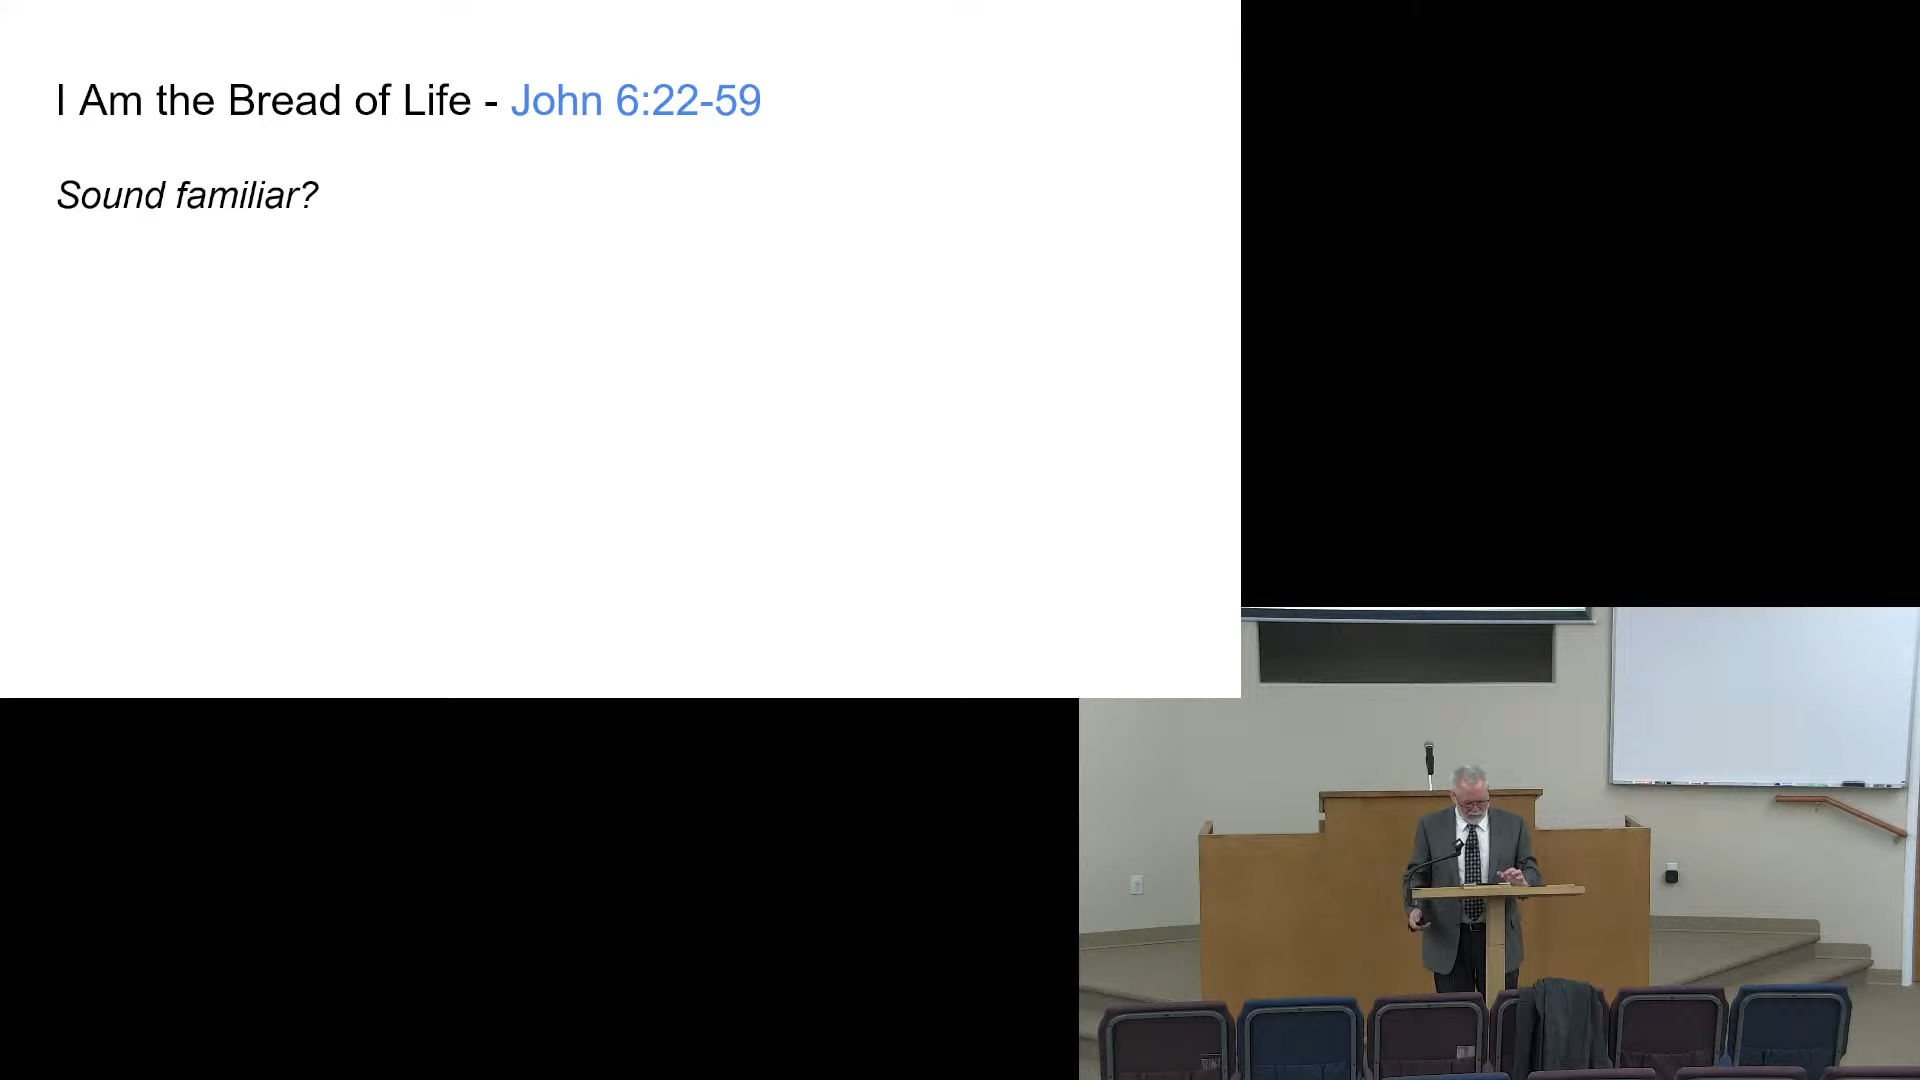 I Am the Bread of Life - John 6:22-59
Sound familiar?